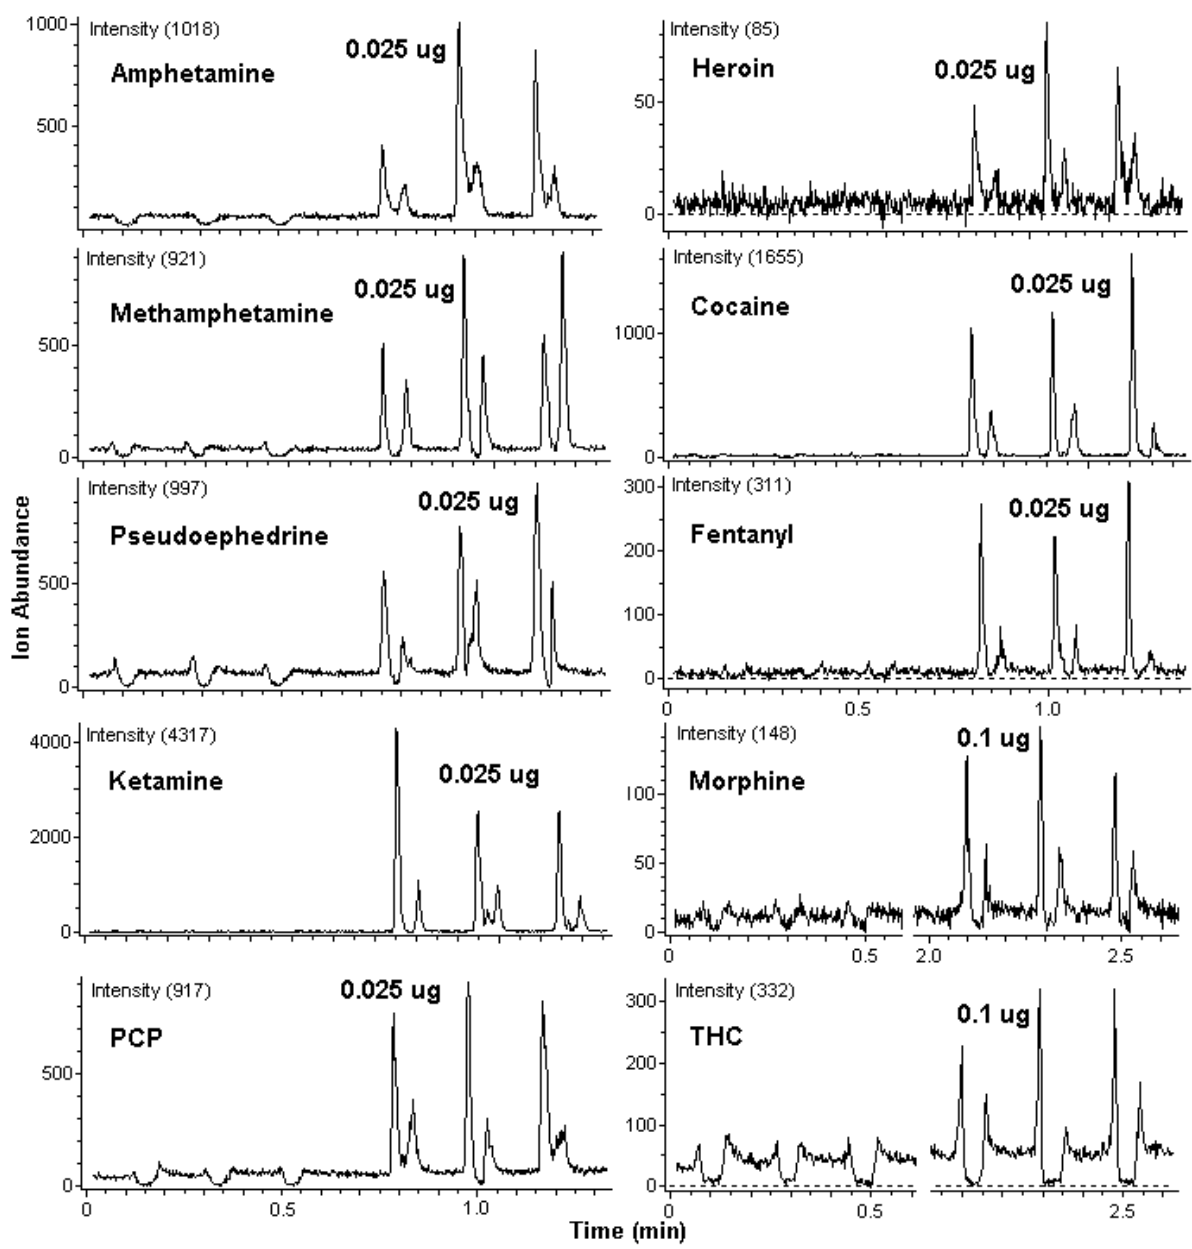 1000
Intensity (1018)
0.025 ug
Amphetamine
500
Intensity (85)
Heroin
0.025 ug
50
0
Intensity (921)
0.025 ug
Methamphetamine
500
0
Intensity (1655)
0.025 ug
Cocaine
1000
0
Intensity (997)
0.025 ug
Pseudoephedrine
500
0
300
Intensity (311)
0.025 ug
Fentanyl
200
100
0
0 0.5 1.0
Ion Abundance
Intensity (4317)
4000
0.025 ug
Ketamine
2000
0
Intensity (148)
0.1 ug
Morphine
100
50
0
0 0.5 2.0 2.5
Intensity (917)
0.025 ug
PCP
500
0
0 0.5 1.0
Intensity (332)
300
0.1 ug
THC
200
100
0
0 0.5 2.5
Time (min)